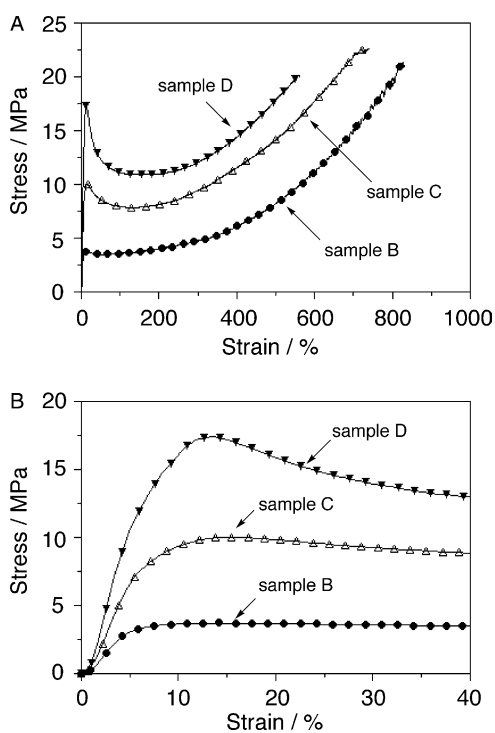 A
25
20
15
10
5
0
Stress / MPa
sample D
sample C
sample B
0 200 400 600 800 1000
Strain / %
B
20
15
10
5
0
Stress / MPa
sample D
sample C
sample B
0 10 20 30 40
Strain / %